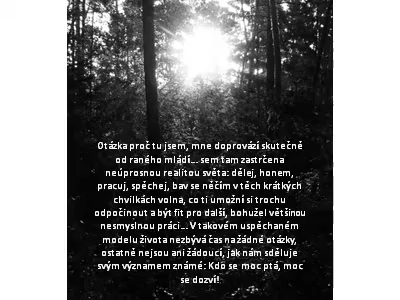 Otázka proč tu jsem, mne doprovází skutečně
od raného mládí... sem tam zastrčena
neúprosnou realitou světa: dělej, honem,
pracuj, spěchej, bav se něčím v těch krátkých
chvilkách volna, co ti umožní si trochu
odpočinout a být fit pro další, bohužel většinou
nesmyslnou práci... V takovém uspěchaném
modelu života nezbývá čas na žádné otázky,
ostatně nejsou ani žádoucí, jak nám sděluje
svým významem známé: Kdo se moc ptá, moc
se dozví!